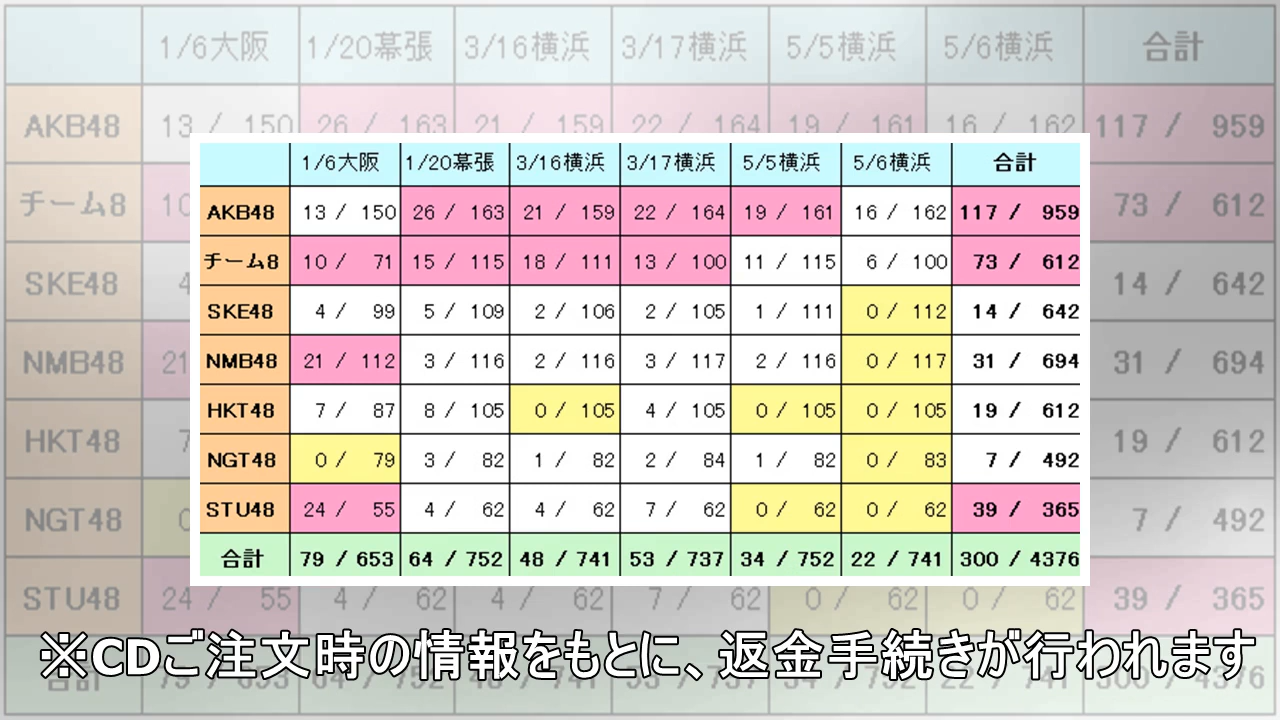 1/6大阪 1/20幕張 3/16横浜 3/17横浜 5/5横浜 5/6横浜 合計
AKB48 13 / 150 26 / 163 21 / 159 22 / 164 19 / 161 16 / 162 117 / 959
チーム8 10 / 71 15 / 115 18 / 111 13 / 100 11 / 115 6 / 100 73 / 612
SKE48 4 / 99 5 / 109 2 / 106 2 / 105 1 / 111 0 / 112 14 / 642
NMB48 21 / 112 3 / 116 2 / 116 3 / 117 2 / 116 0 / 117 31 / 694
HKT48 7 / 87 8 / 105 0 / 105 4 / 105 0 / 105 0 / 105 19 / 612
NGT48 0 / 79 3 / 82 1 / 82 2 / 84 1 / 82 0 / 83 7 / 492
STU48 24 / 55 4 / 62 4 / 62 7 / 62 0 / 62 0 / 62 39 / 365
合計 79 / 653 64 / 752 48 / 741 53 / 737 34 / 752 22 / 741 300 / 4376
※CDご注文時の情報をもとに、返金手続きが行われます